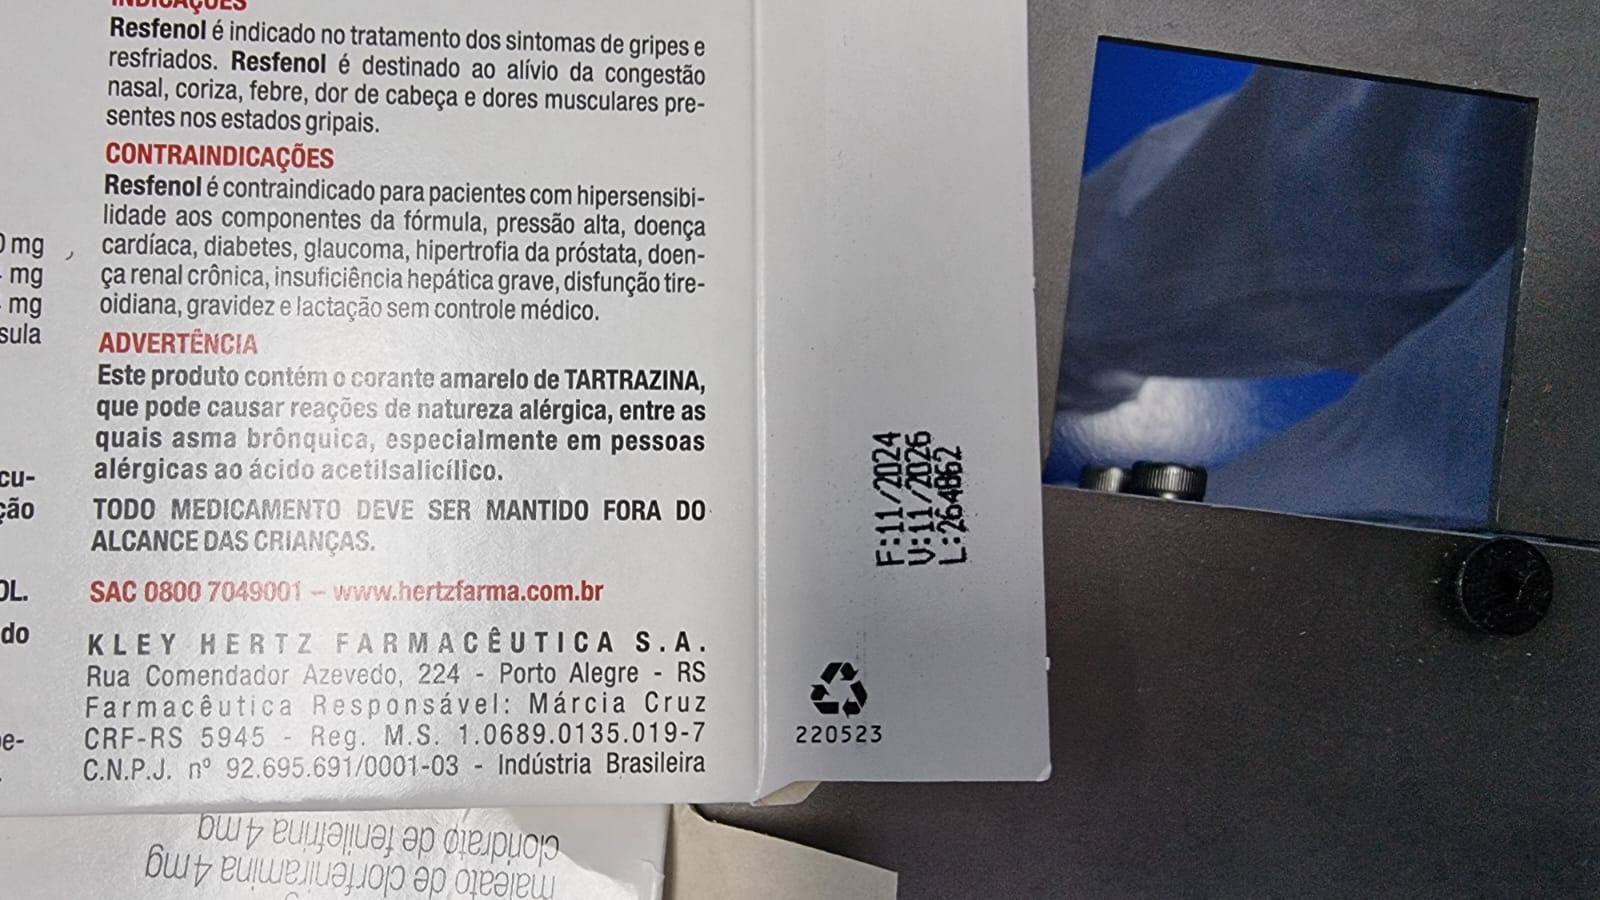 INDICAÇÕES
Resfenol é indicado no tratamento dos sintomas de gripes e
resfriados. Resfenol é destinado ao alívio da congestão
nasal, coriza, febre, dor de cabeça e dores musculares pre-
sentes nos estados gripais.
CONTRAINDICAÇÕES
Resfenol é contraindicado para pacientes com hipersensibi-
lidade aos componentes da fórmula, pressão alta, doença
cardíaca, diabetes, glaucoma, hipertrofia da próstata, doen-
ça renal crônica, insuficiência hepática grave, disfunção tire-
oidiana, gravidez e lactação sem controle médico.
ADVERTÊNCIA
Este produto contém o corante amarelo de TARTRAZINA,
que pode causar reações de natureza alérgica, entre as
quais asma brônquica, especialmente em pessoas
alérgicas ao ácido acetilsalicílico.
TODO MEDICAMENTO DEVE SER MANTIDO FORA DO
ALCANCE DAS CRIANÇAS.
SAC 0800 7049001 – www.hertzfarma.com.br
KLEY HERTZ FARMACÊUTICA S.A.
Rua Comendador Azevedo, 224 - Porto Alegre - RS
Farmacêutica Responsável: Márcia Cruz
CRF-RS 5945 - Reg. M.S. 1.0689.0135.019-7
C.N.P.J. nº 92.695.691/0001-03 - Indústria Brasileira
mg
mg
mg
sula
cu-
ção
OL.
do
e-
F:11/2024
V:11/2026
220523
maleato de clorfeniramina 4 mg
cloridrato de fenilefrina 4 mg